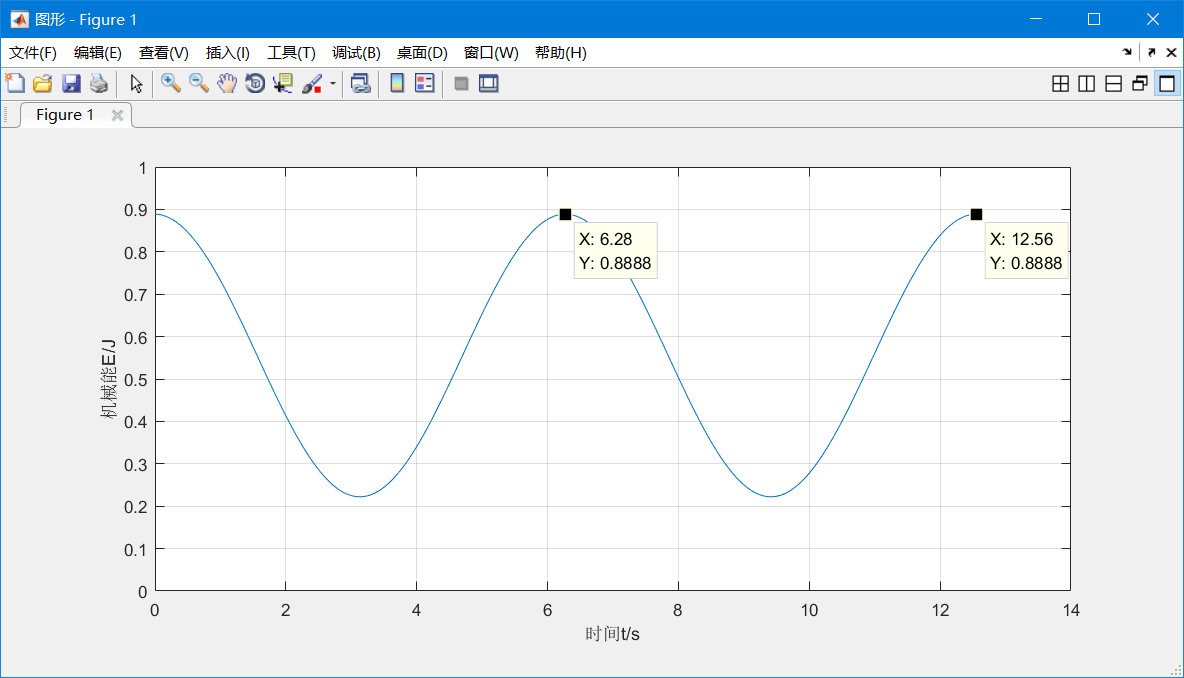 图形 - Figure 1
文件(F) 编辑(E) 查看(V) 插入(I) 工具(T) 调试(B) 桌面(D) 窗口(W) 帮助(H)
Figure 1
1
0.9
0.8
0.7
0.6
0.5
0.4
0.3
0.2
0.1
0
机械能E/J
X: 6.28
Y: 0.8888
X: 12.56
Y: 0.8888
0 2 4 6 8 10 12 14
时间t/s